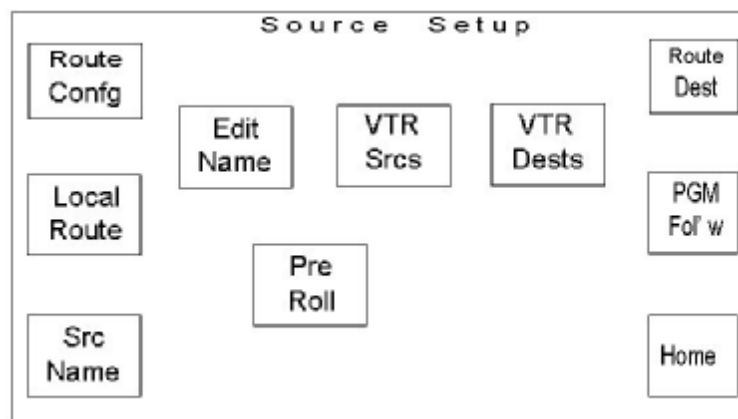 Source Setup
Route
Confg
Route
Dest
Edit
Name
VTR
Srcs
VTR
Dests
Local
Route
PGM
Fol' w
Pre
Roll
Src
Name
Home